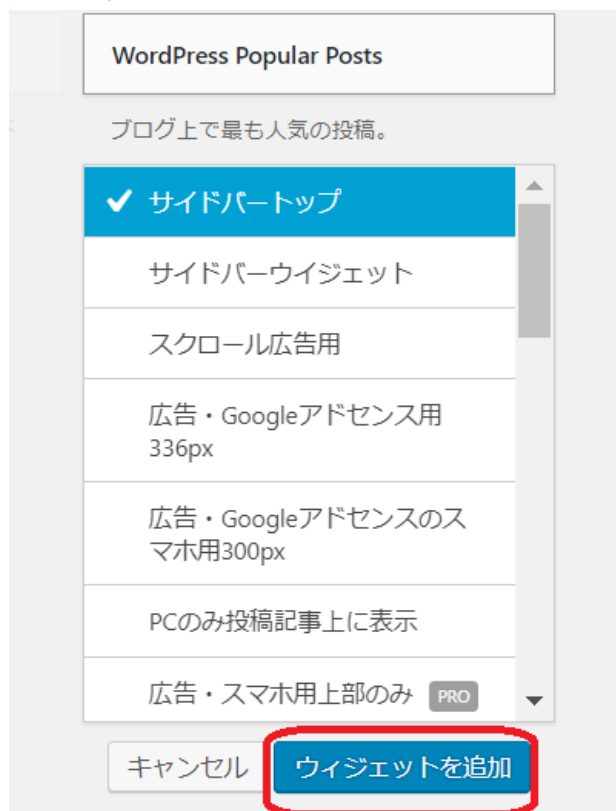 WordPress Popular Posts
ブログ上で最も人気の投稿。
サイドバートップ
サイドバーウイジェット
スクロール広告用
広告・Googleアドセンス用
336px
広告・Googleアドセンスのス
マホ用300px
PCのみ投稿記事上に表示
広告・スマホ用上部のみ PRO
キャンセル ウィジェットを追加